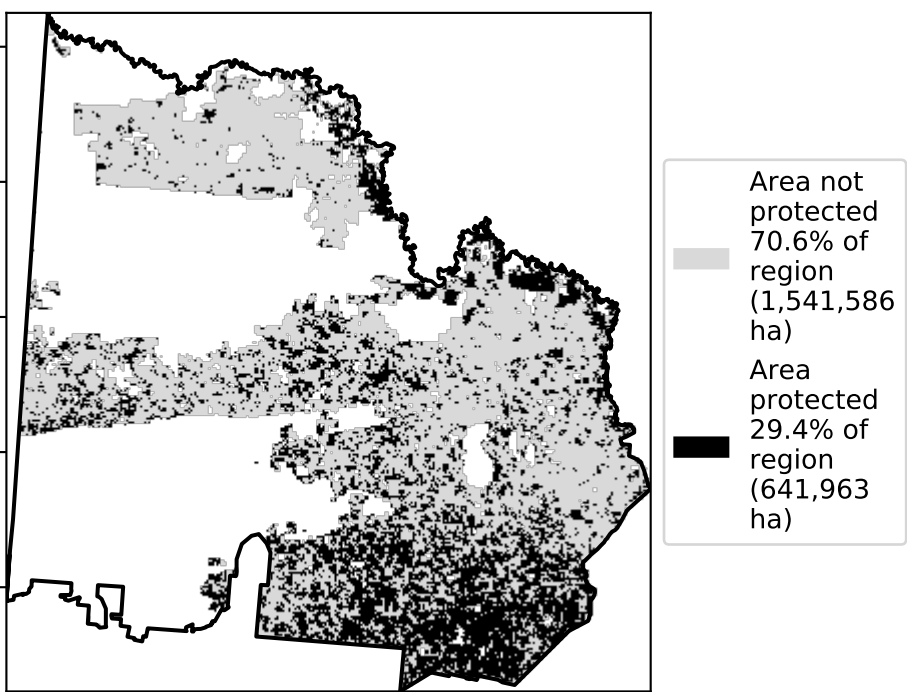 Area not
protected
70.6% of
region
(1,541,586
ha)
Area
protected
29.4% of
region
(641,963
ha)